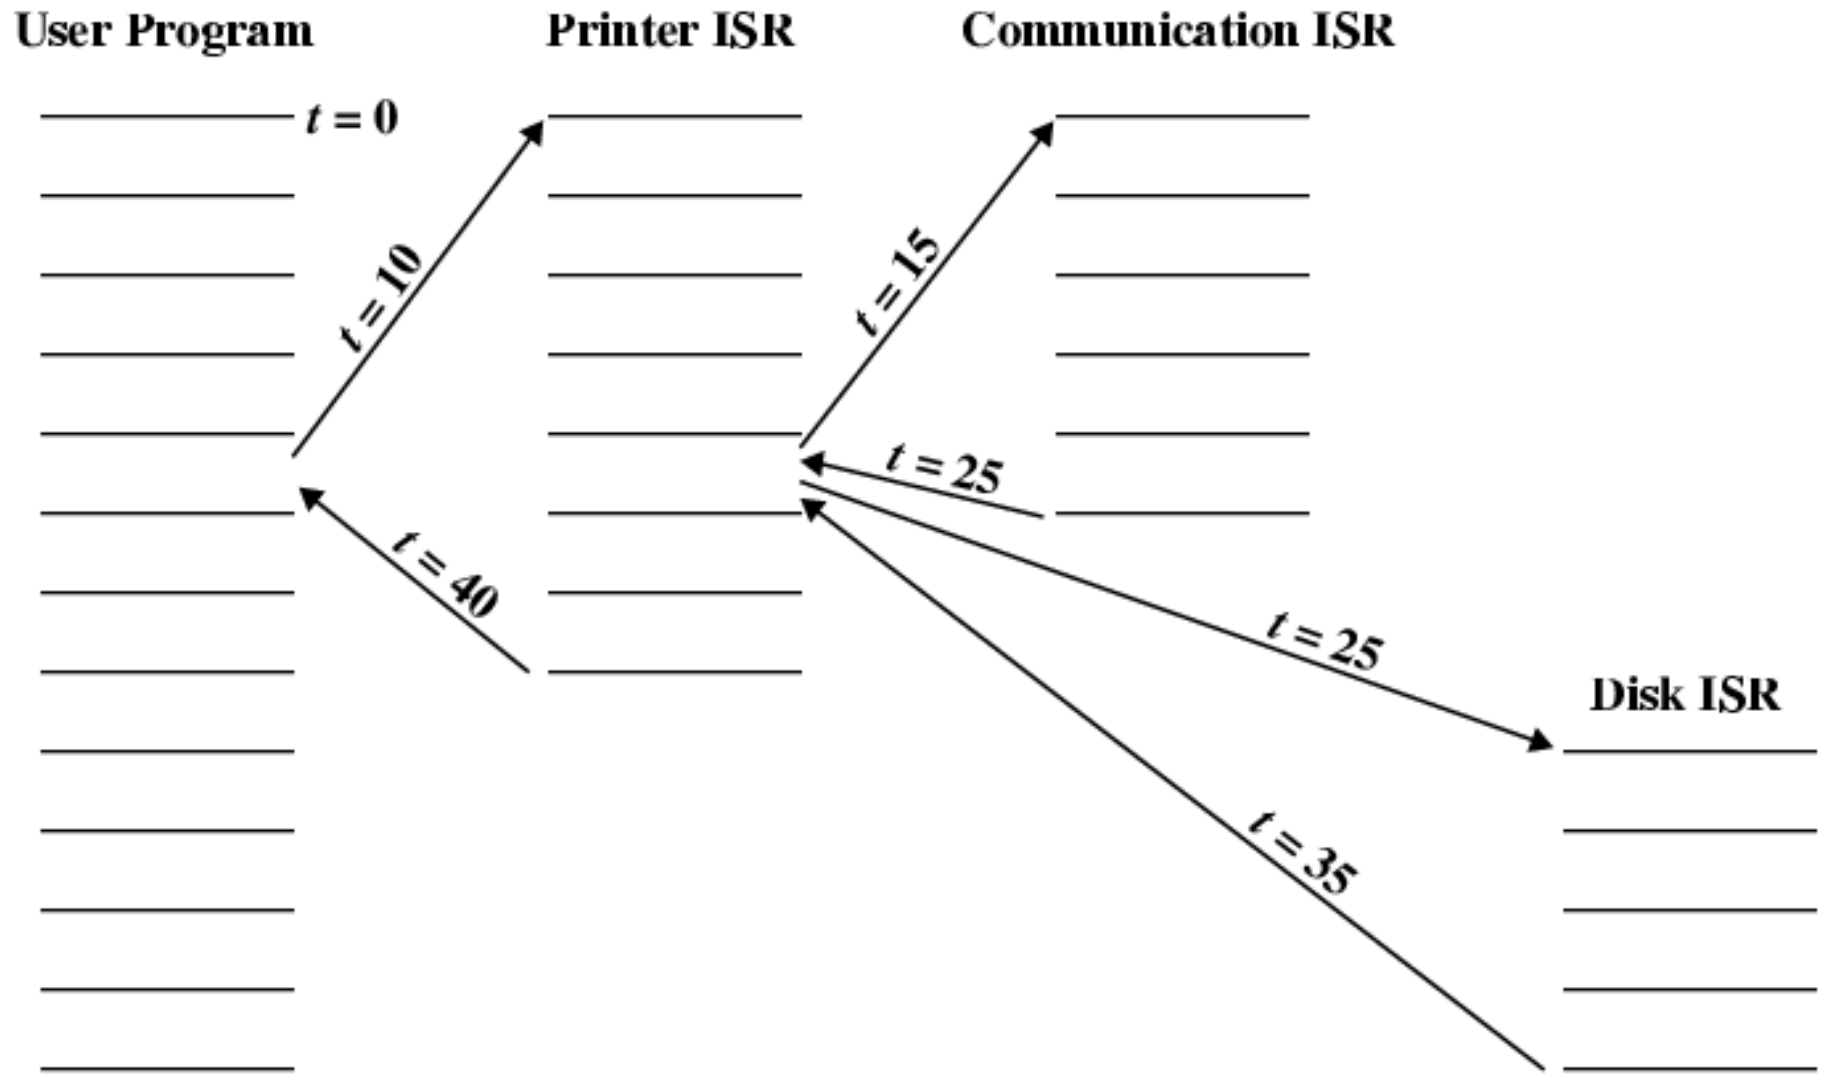 User Program
Printer ISR
Communication ISR
t = 0
t = 10
t = 15
t = 25
t = 40
t = 25
Disk ISR
t = 35